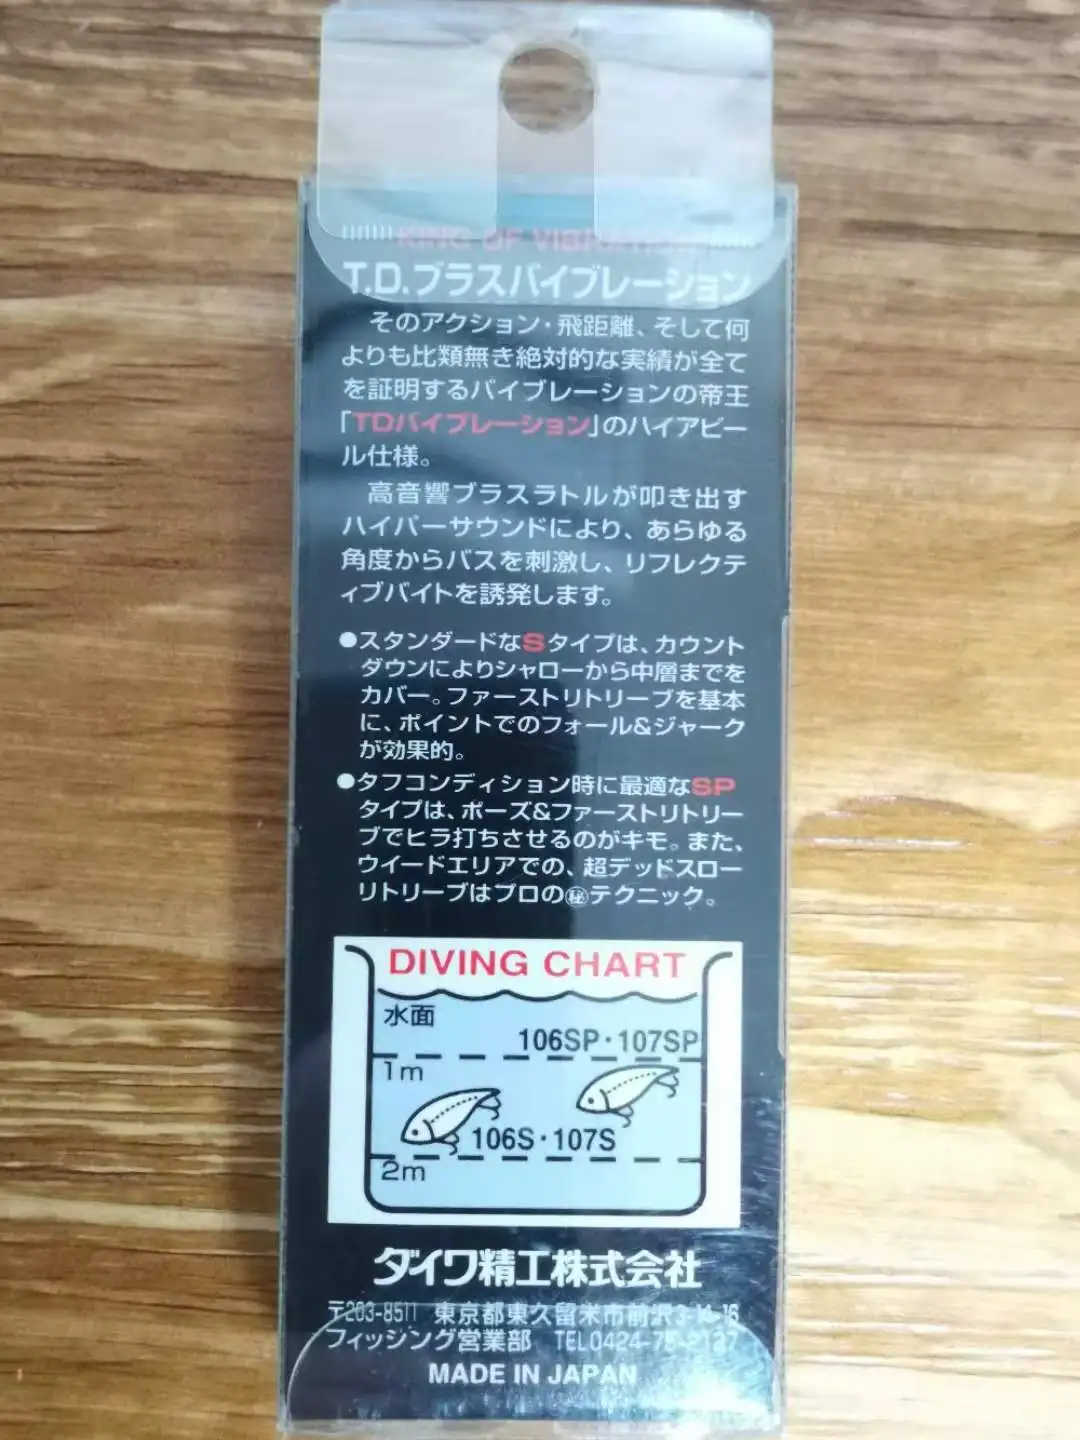 KING OF VIBRATION
T.D.ブラスバイブレーション
そのアクション・飛距離、そして何
よりも比類無き絶対的な実績が全て
を証明するバイブレーションの帝王
「TDバイブレーション」のハイアピー
ル仕様。
高音響ブラスラトルが叩き出す
ハイパーサウンドにより、あらゆる
角度からバスを刺激し、リフレクテ
ィブバイトを誘発します。
●スタンダードなSタイプは、カウント
ダウンによりシャローから中層までを
カバー。ファーストリトリーブを基本
に、ポイントでのフォール&ジャーク
が効果的。
●タフコンディション時に最適なSP
タイプは、ポーズ&ファーストリトリー
ブでヒラ打ちさせるのがキモ。また、
ウイードエリアでの、超デッドスロー
リトリーブはプロの㊙テクニック。
DIVING CHART
水面
106SP・107SP
1m
106S・107S
2m
ダイワ精工株式会社
〒203-8511 東京都東久留米市前沢3-14-16
フィッシング営業部 TEL0424-75-2137
MADE IN JAPAN